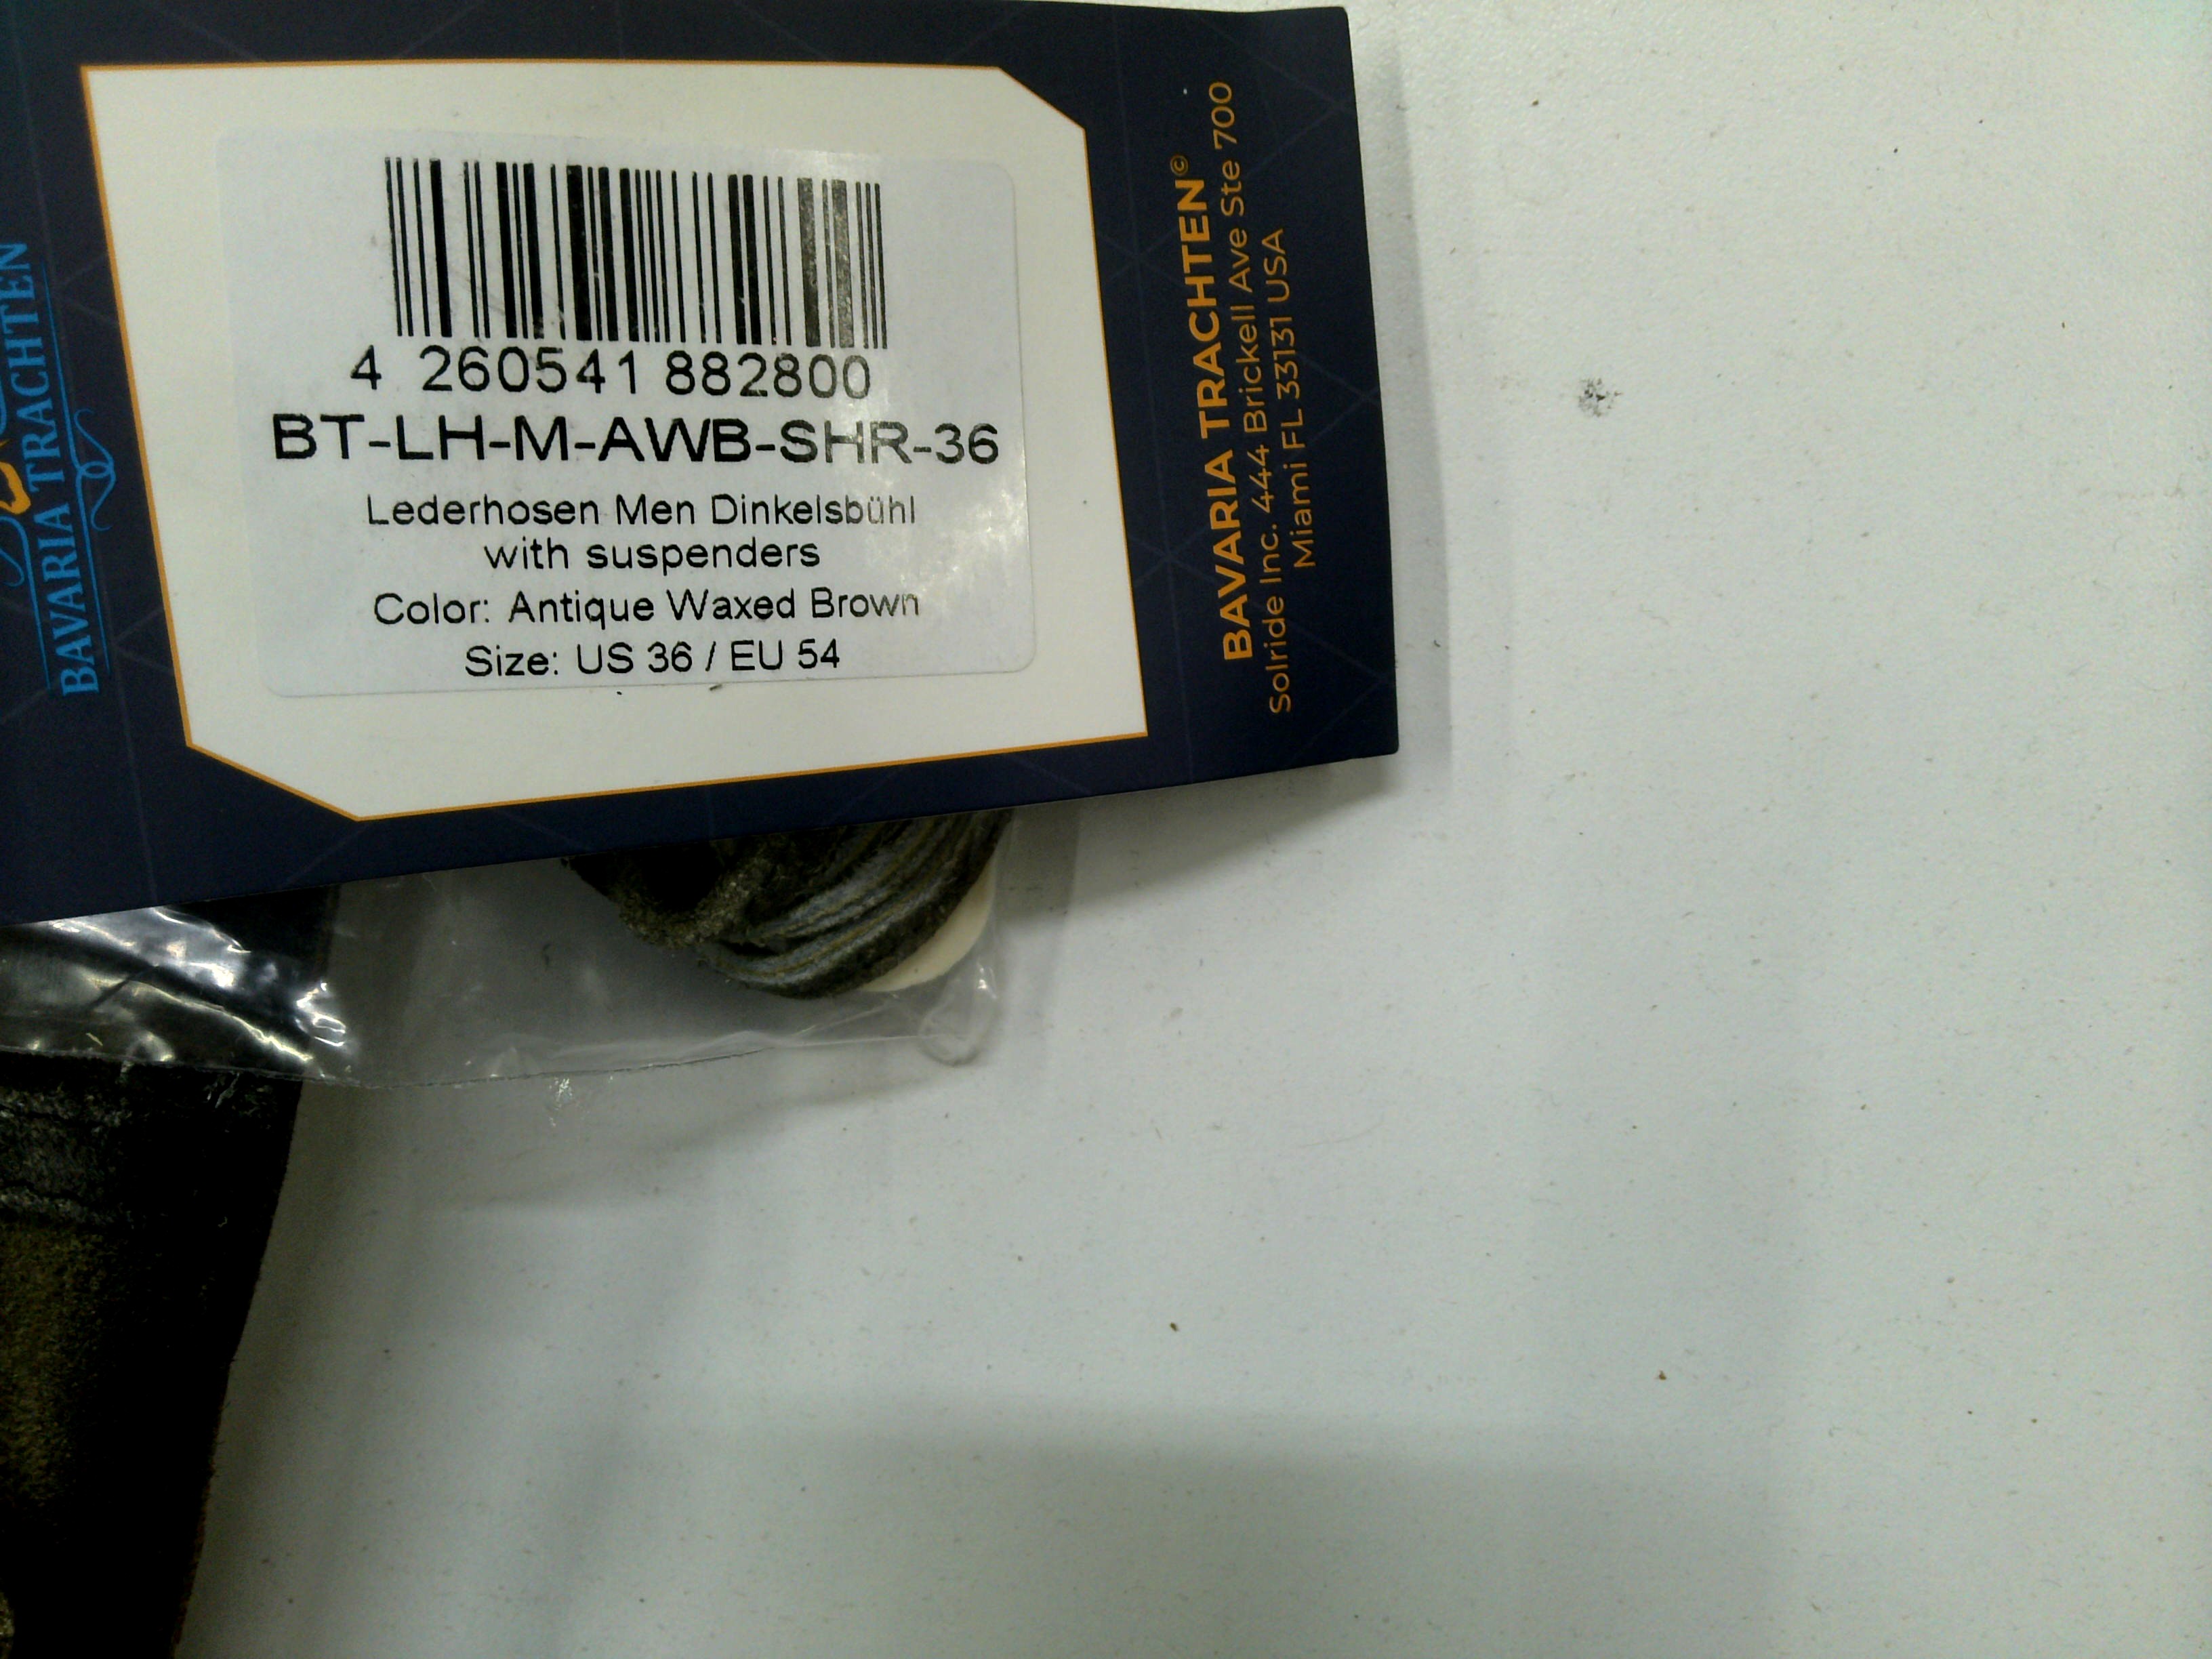 BAVARIA TRACHTEN
4 260541 882800
BT-LH-M-AWB-SHR-36
Lederhosen Men Dinkelsbühl
with suspenders
Color: Antique Waxed Brown
Size: US 36 / EU 54
BAVARIA TRACHTEN©
Solride Inc. 444 Brickell Ave Ste 700
Miami FL 33131 USA